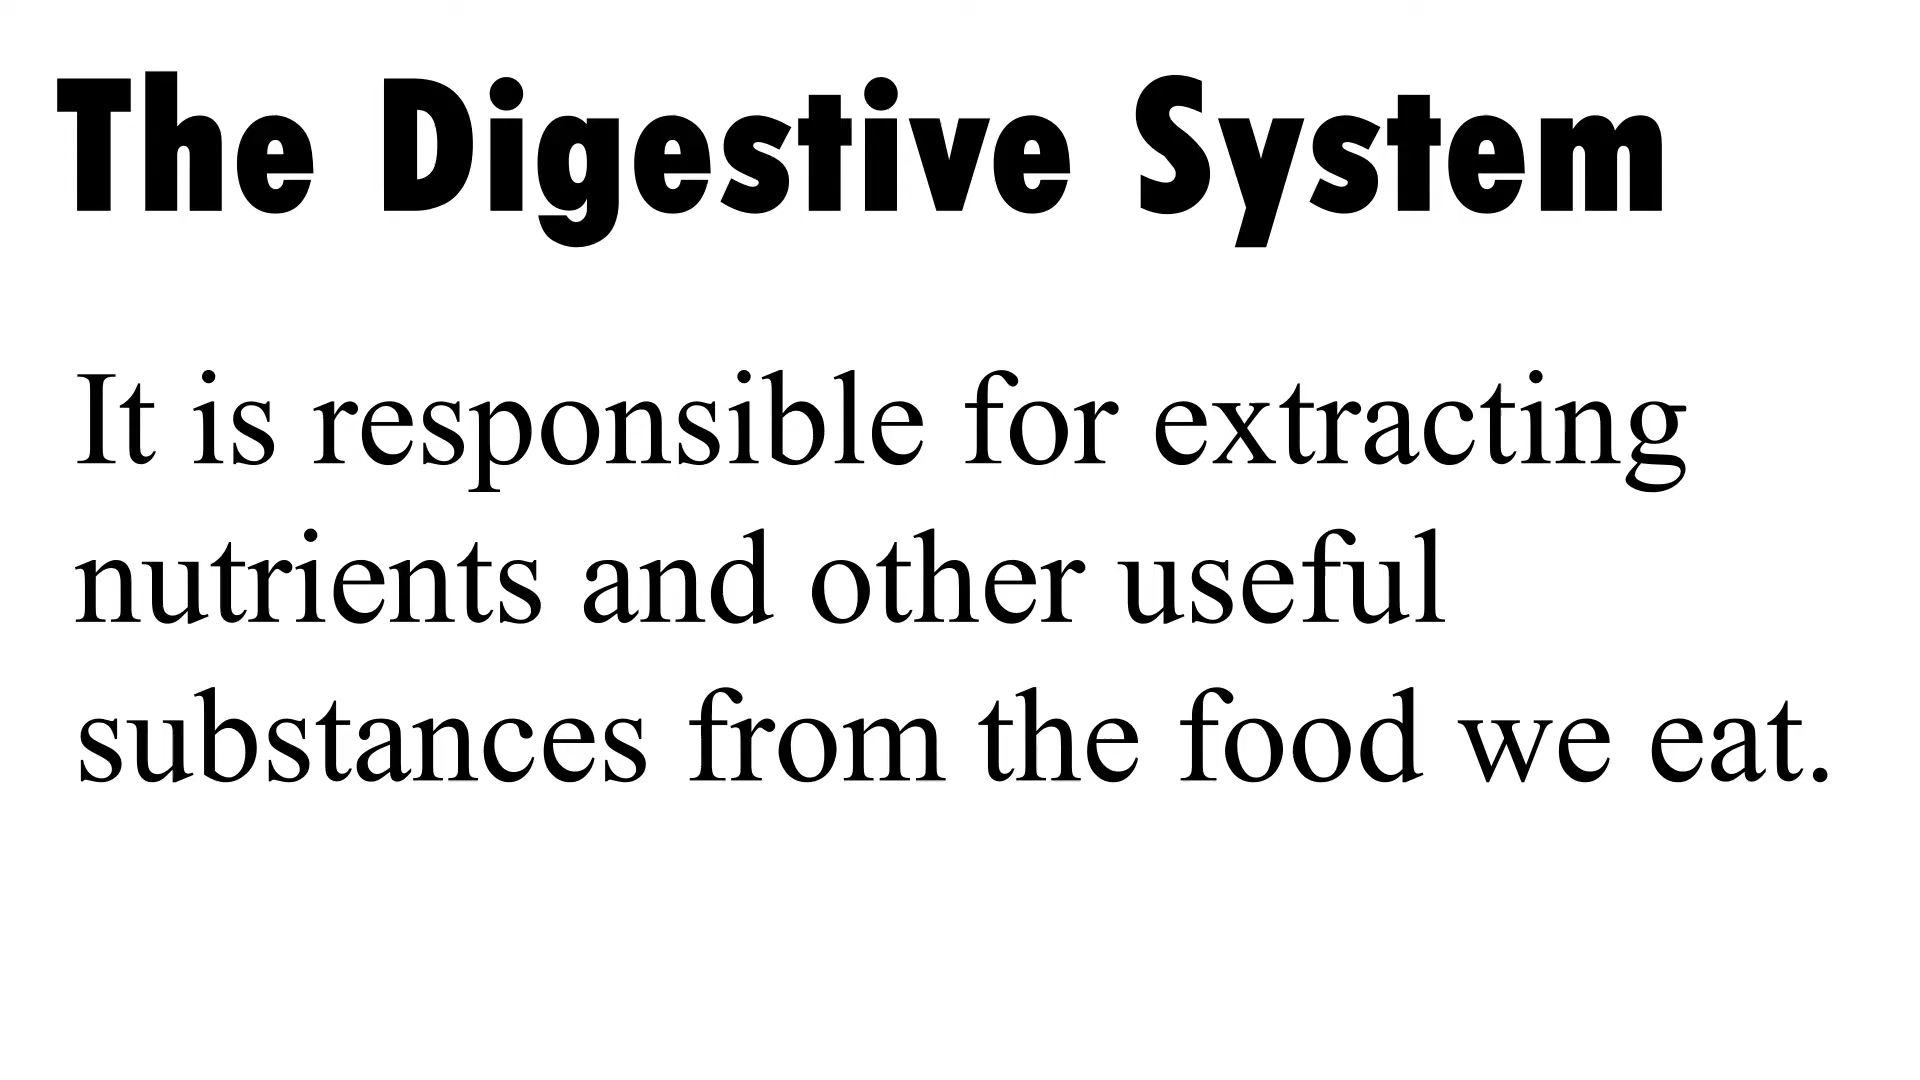 The Digestive System
It is responsible for extracting
nutrients and other useful
substances from the food we eat.